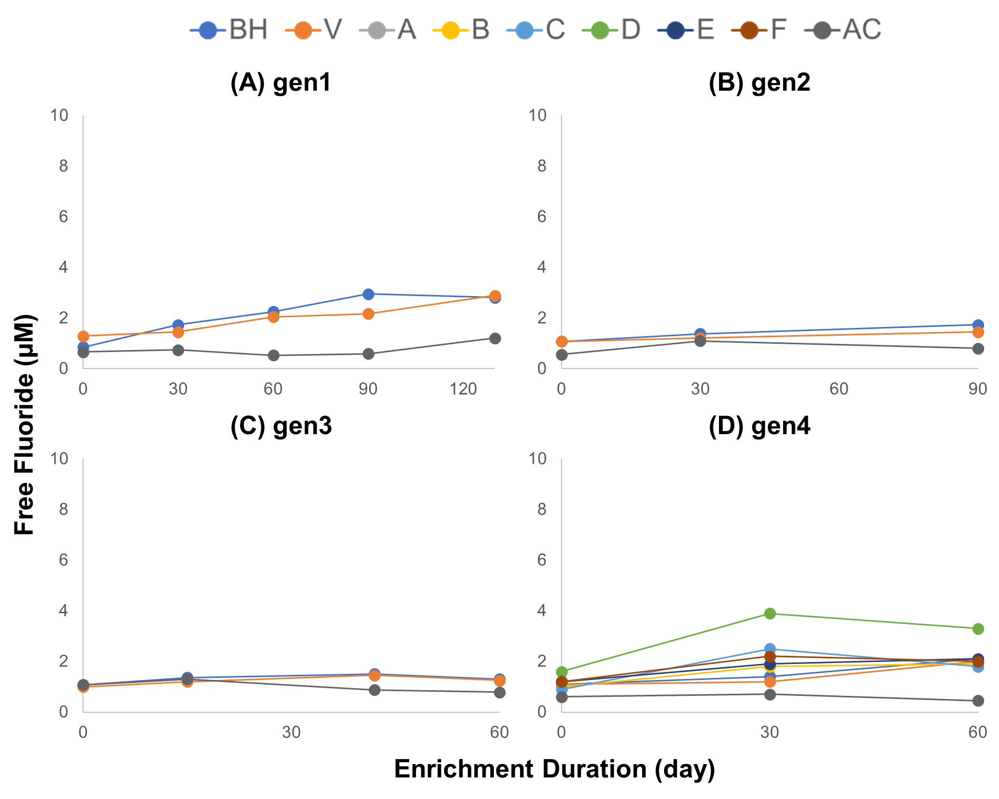 BH V A B C D E F AC
(A) gen1
(B) gen2
10
8
6
4
2
0
0 30 60 90 120
10
8
6
4
2
0
0 30 60 90
(C) gen3
(D) gen4
10
8
6
4
2
0
0 30 60
10
8
6
4
2
0
0 30 60
Free Fluoride (µM)
Enrichment Duration (day)